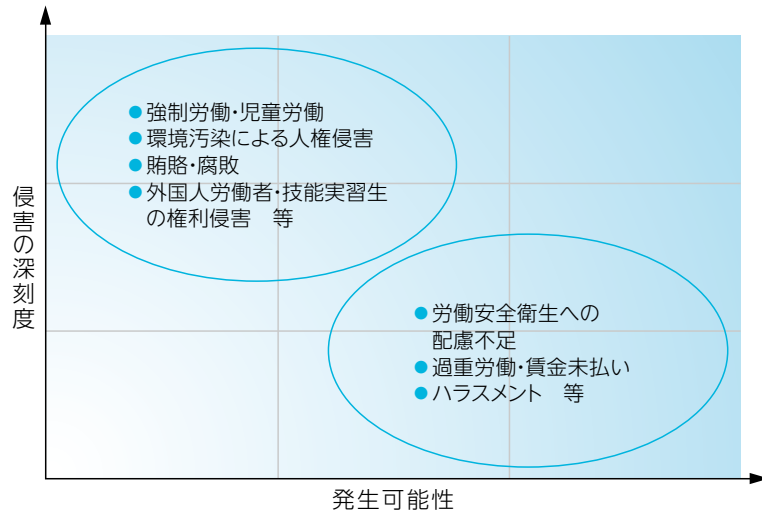 ● 強制労働・児童労働
● 環境汚染による人権侵害
● 賄賂・腐敗
● 外国人労働者・技能実習生
の権利侵害　等
侵害の深刻度
● 労働安全衛生への
配慮不足
● 過重労働・賃金未払い
● ハラスメント　等
発生可能性